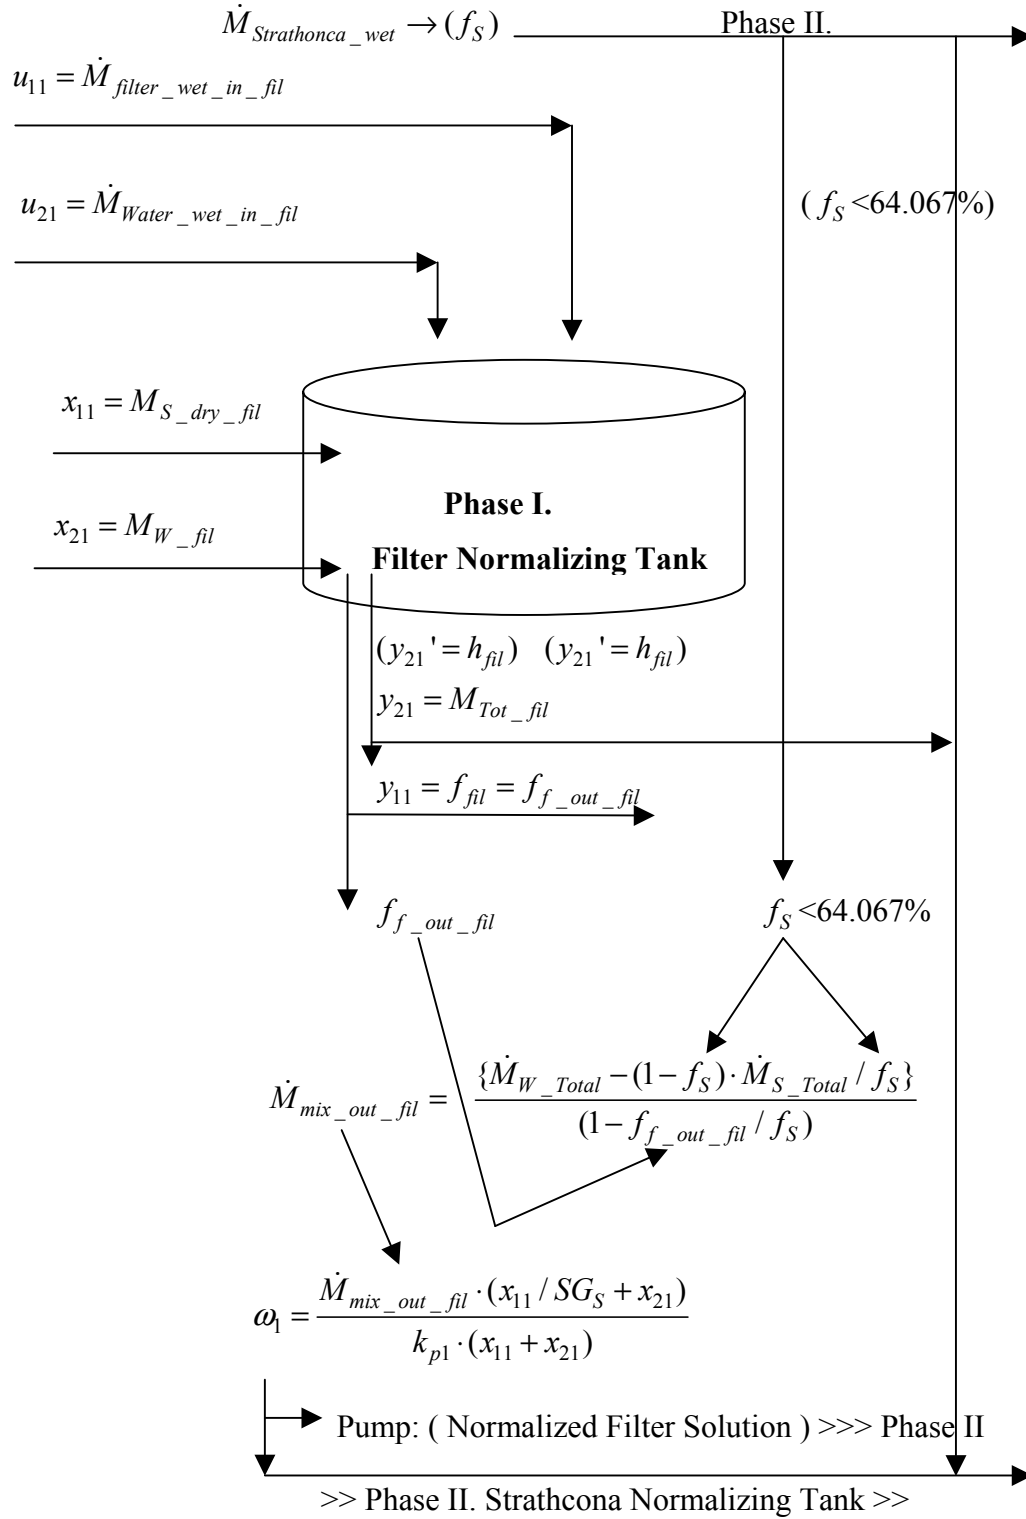 Ṁ_Strathonca_wet → (f_S) Phase II.
u_11 = Ṁ_filter_wet_in_fil
u_21 = Ṁ_Water_wet_in_fil
( f_S <64.067%)
x_11 = M_S_dry_fil
Phase I.
x_21 = M_W_fil
Filter Normalizing Tank
(y_21 ' = h_fil) (y_21 ' = h_fil)
y_21 = M_Tot_fil
y_11 = f_fil = f_f_out_fil
f_f_out_fil f_S <64.067%
Ṁ_mix_out_fil = {Ṁ_W_Total − (1 − f_S) · Ṁ_S_Total / f_S} / (1 − f_f_out_fil / f_S)
ω_1 = Ṁ_mix_out_fil · (x_11 / SG_S + x_21) / k_p1 · (x_11 + x_21)
Pump: ( Normalized Filter Solution ) >>> Phase II
>> Phase II. Strathcona Normalizing Tank >>